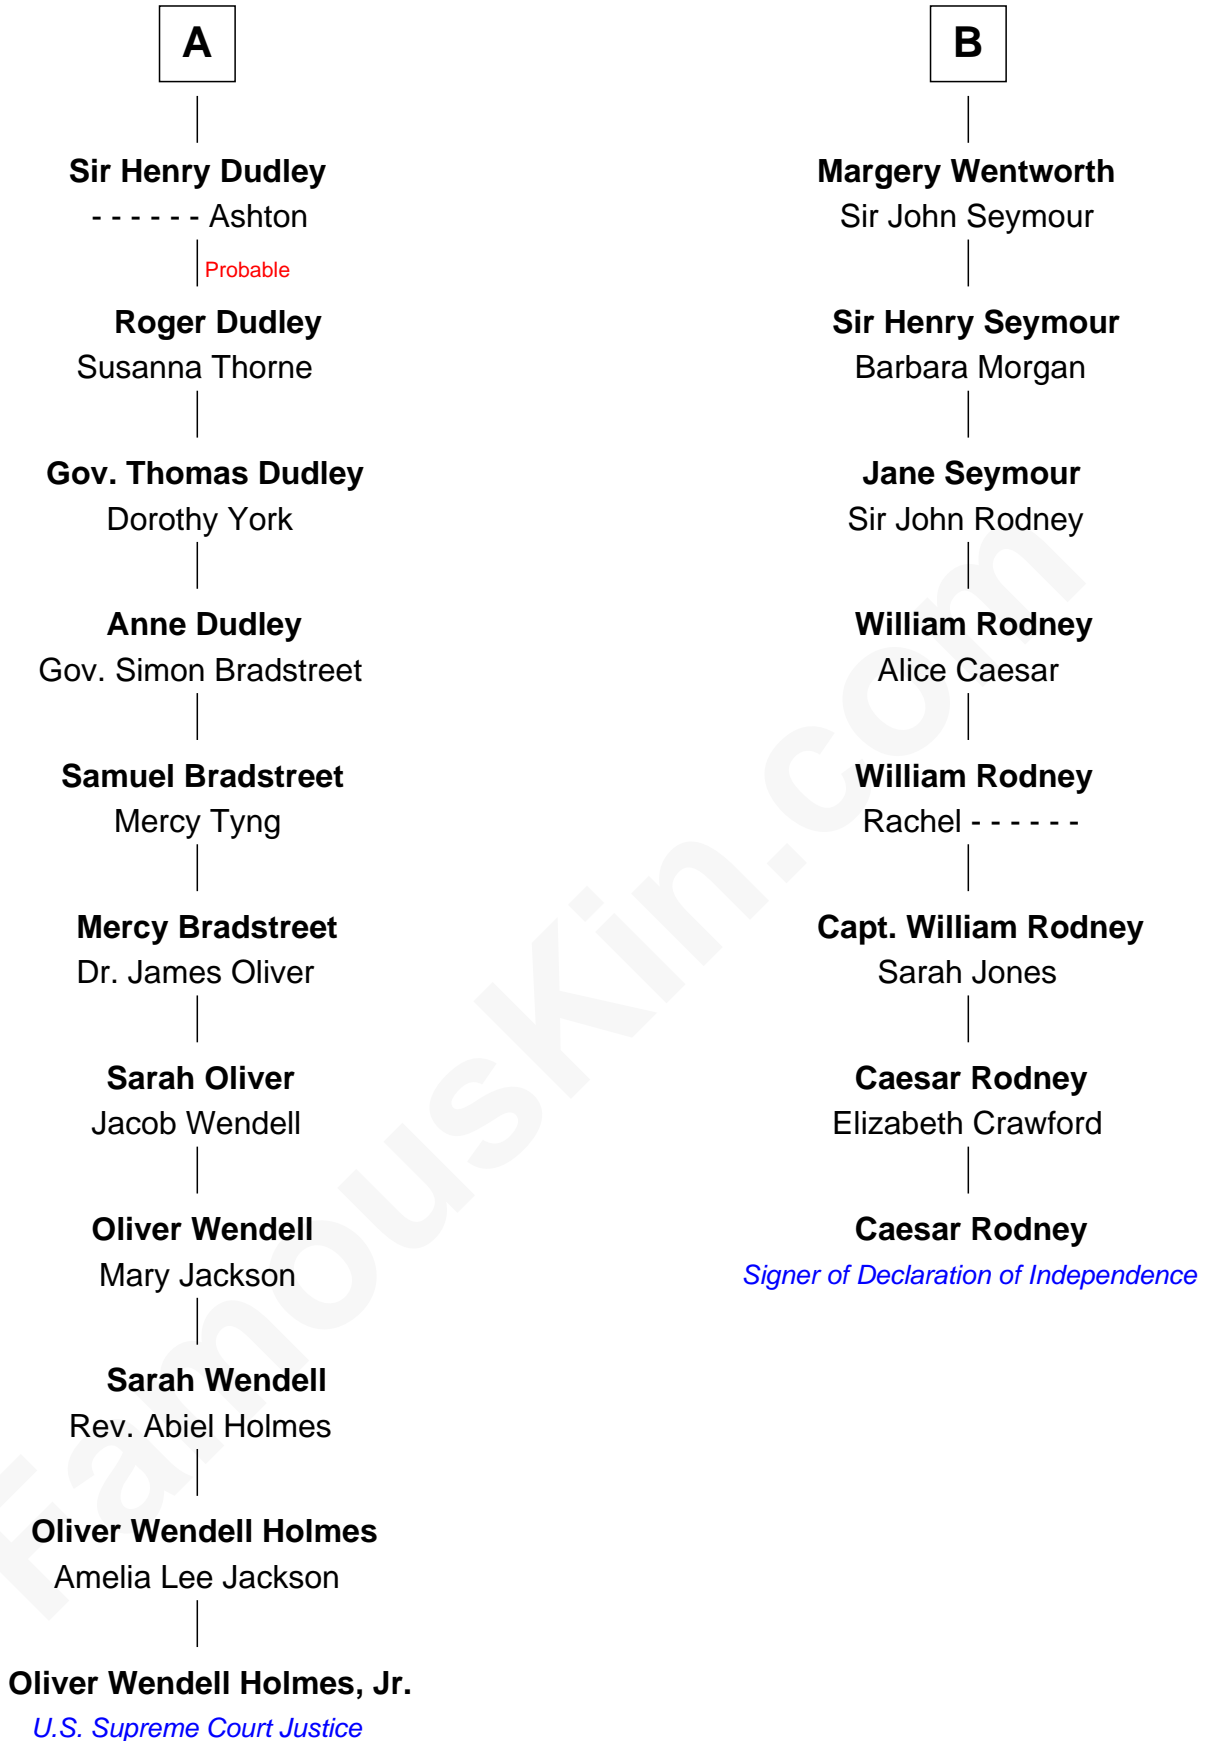 A
Sir Henry Dudley
- - - - - - Ashton
Probable
Roger Dudley
Susanna Thorne
Gov. Thomas Dudley
Dorothy York
Anne Dudley
Gov. Simon Bradstreet
Samuel Bradstreet
Mercy Tyng
Mercy Bradstreet
Dr. James Oliver
Sarah Oliver
Jacob Wendell
Oliver Wendell
Mary Jackson
Sarah Wendell
Rev. Abiel Holmes
Oliver Wendell Holmes
Amelia Lee Jackson
Oliver Wendell Holmes, Jr.
U.S. Supreme Court Justice
B
Margery Wentworth
Sir John Seymour
Sir Henry Seymour
Barbara Morgan
Jane Seymour
Sir John Rodney
William Rodney
Alice Caesar
William Rodney
Rachel - - - - - -
Capt. William Rodney
Sarah Jones
Caesar Rodney
Elizabeth Crawford
Caesar Rodney
Signer of Declaration of Independence
FamousKin.com